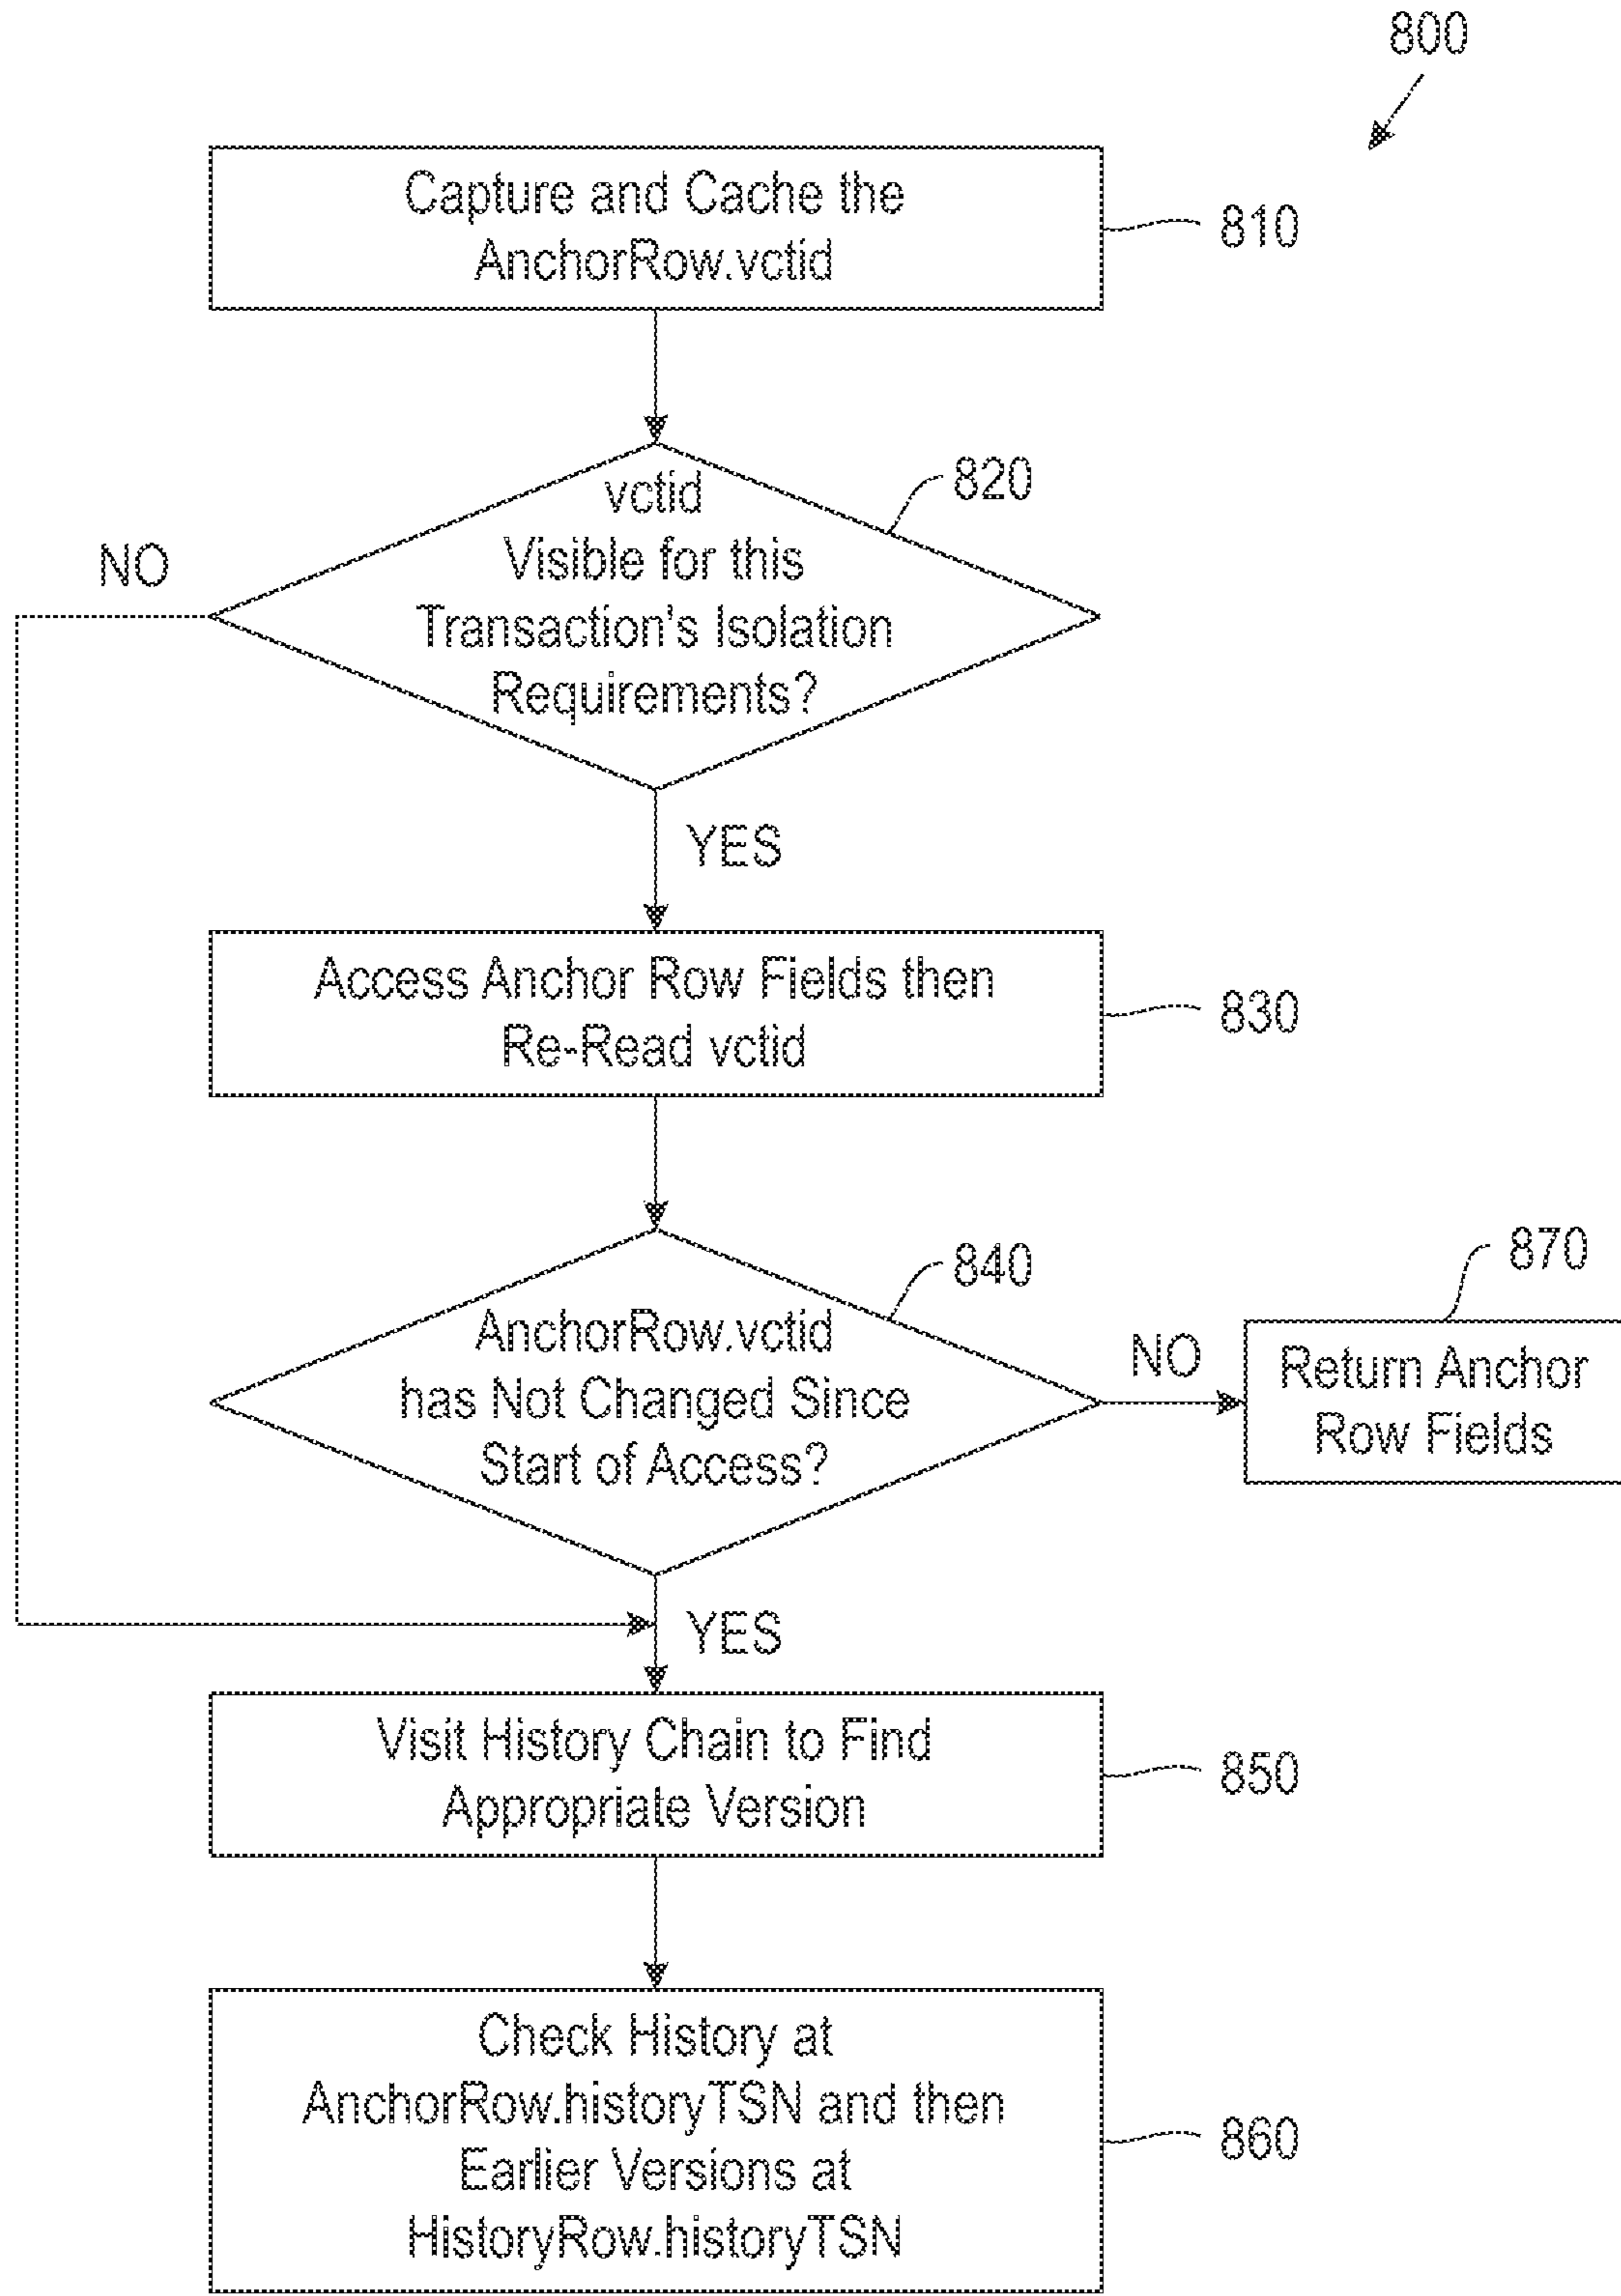 800
Capture and Cache the
AnchorRow.vctid
810
vctid
Visible for this
Transaction's Isolation
Requirements?
820
NO
YES
Access Anchor Row Fields then
Re-Read vctid
830
AnchorRow.vctid
has Not Changed Since
Start of Access?
840
NO
870
Return Anchor
Row Fields
YES
Visit History Chain to Find
Appropriate Version
850
Check History at
AnchorRow.historyTSN and then
Earlier Versions at
HistoryRow.historyTSN
860